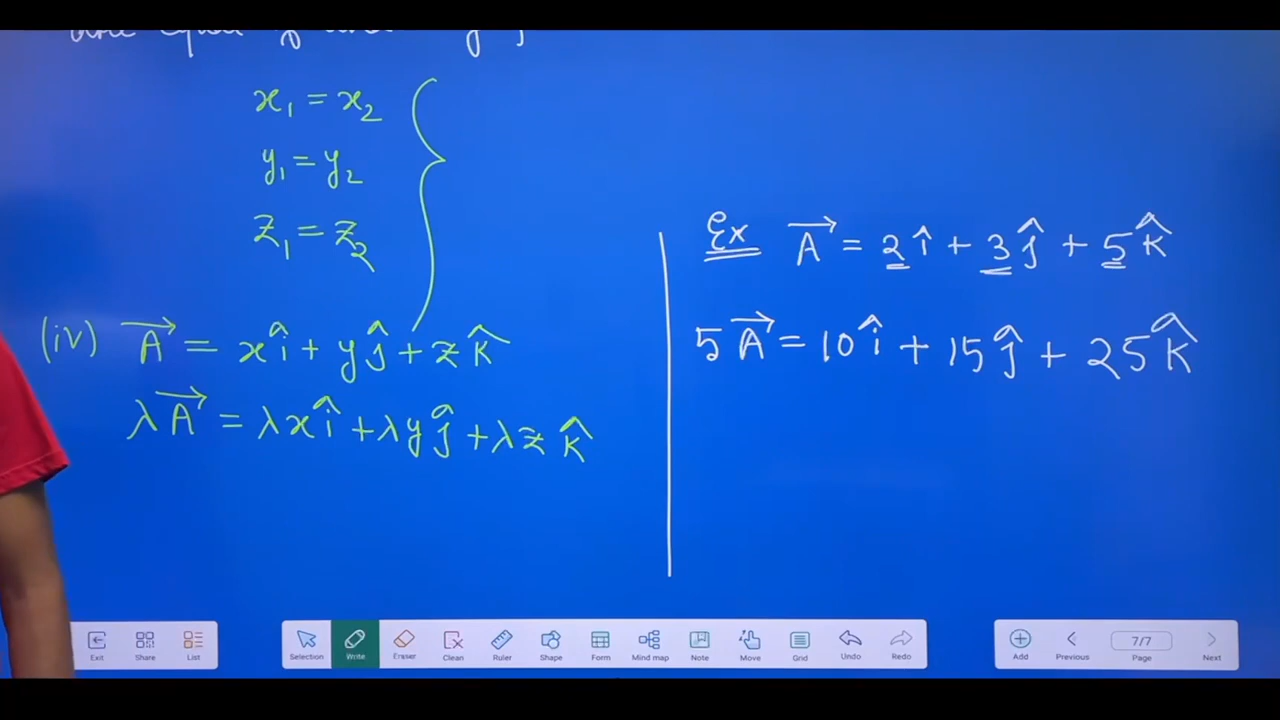 x₁ = x₂
y₁ = y₂
z₁ = z₂
(iv) A⃗ = xî + yĵ + zk̂
λA⃗ = λxî + λyĵ + λzk̂
Ex A⃗ = 2î + 3ĵ + 5k̂
5A⃗ = 10î + 15ĵ + 25k̂
Exit Share List
Selection Write Eraser Clean Ruler Shape Form Mind map Note Move Grid Undo Redo
Add Previous 7/7 Page Next